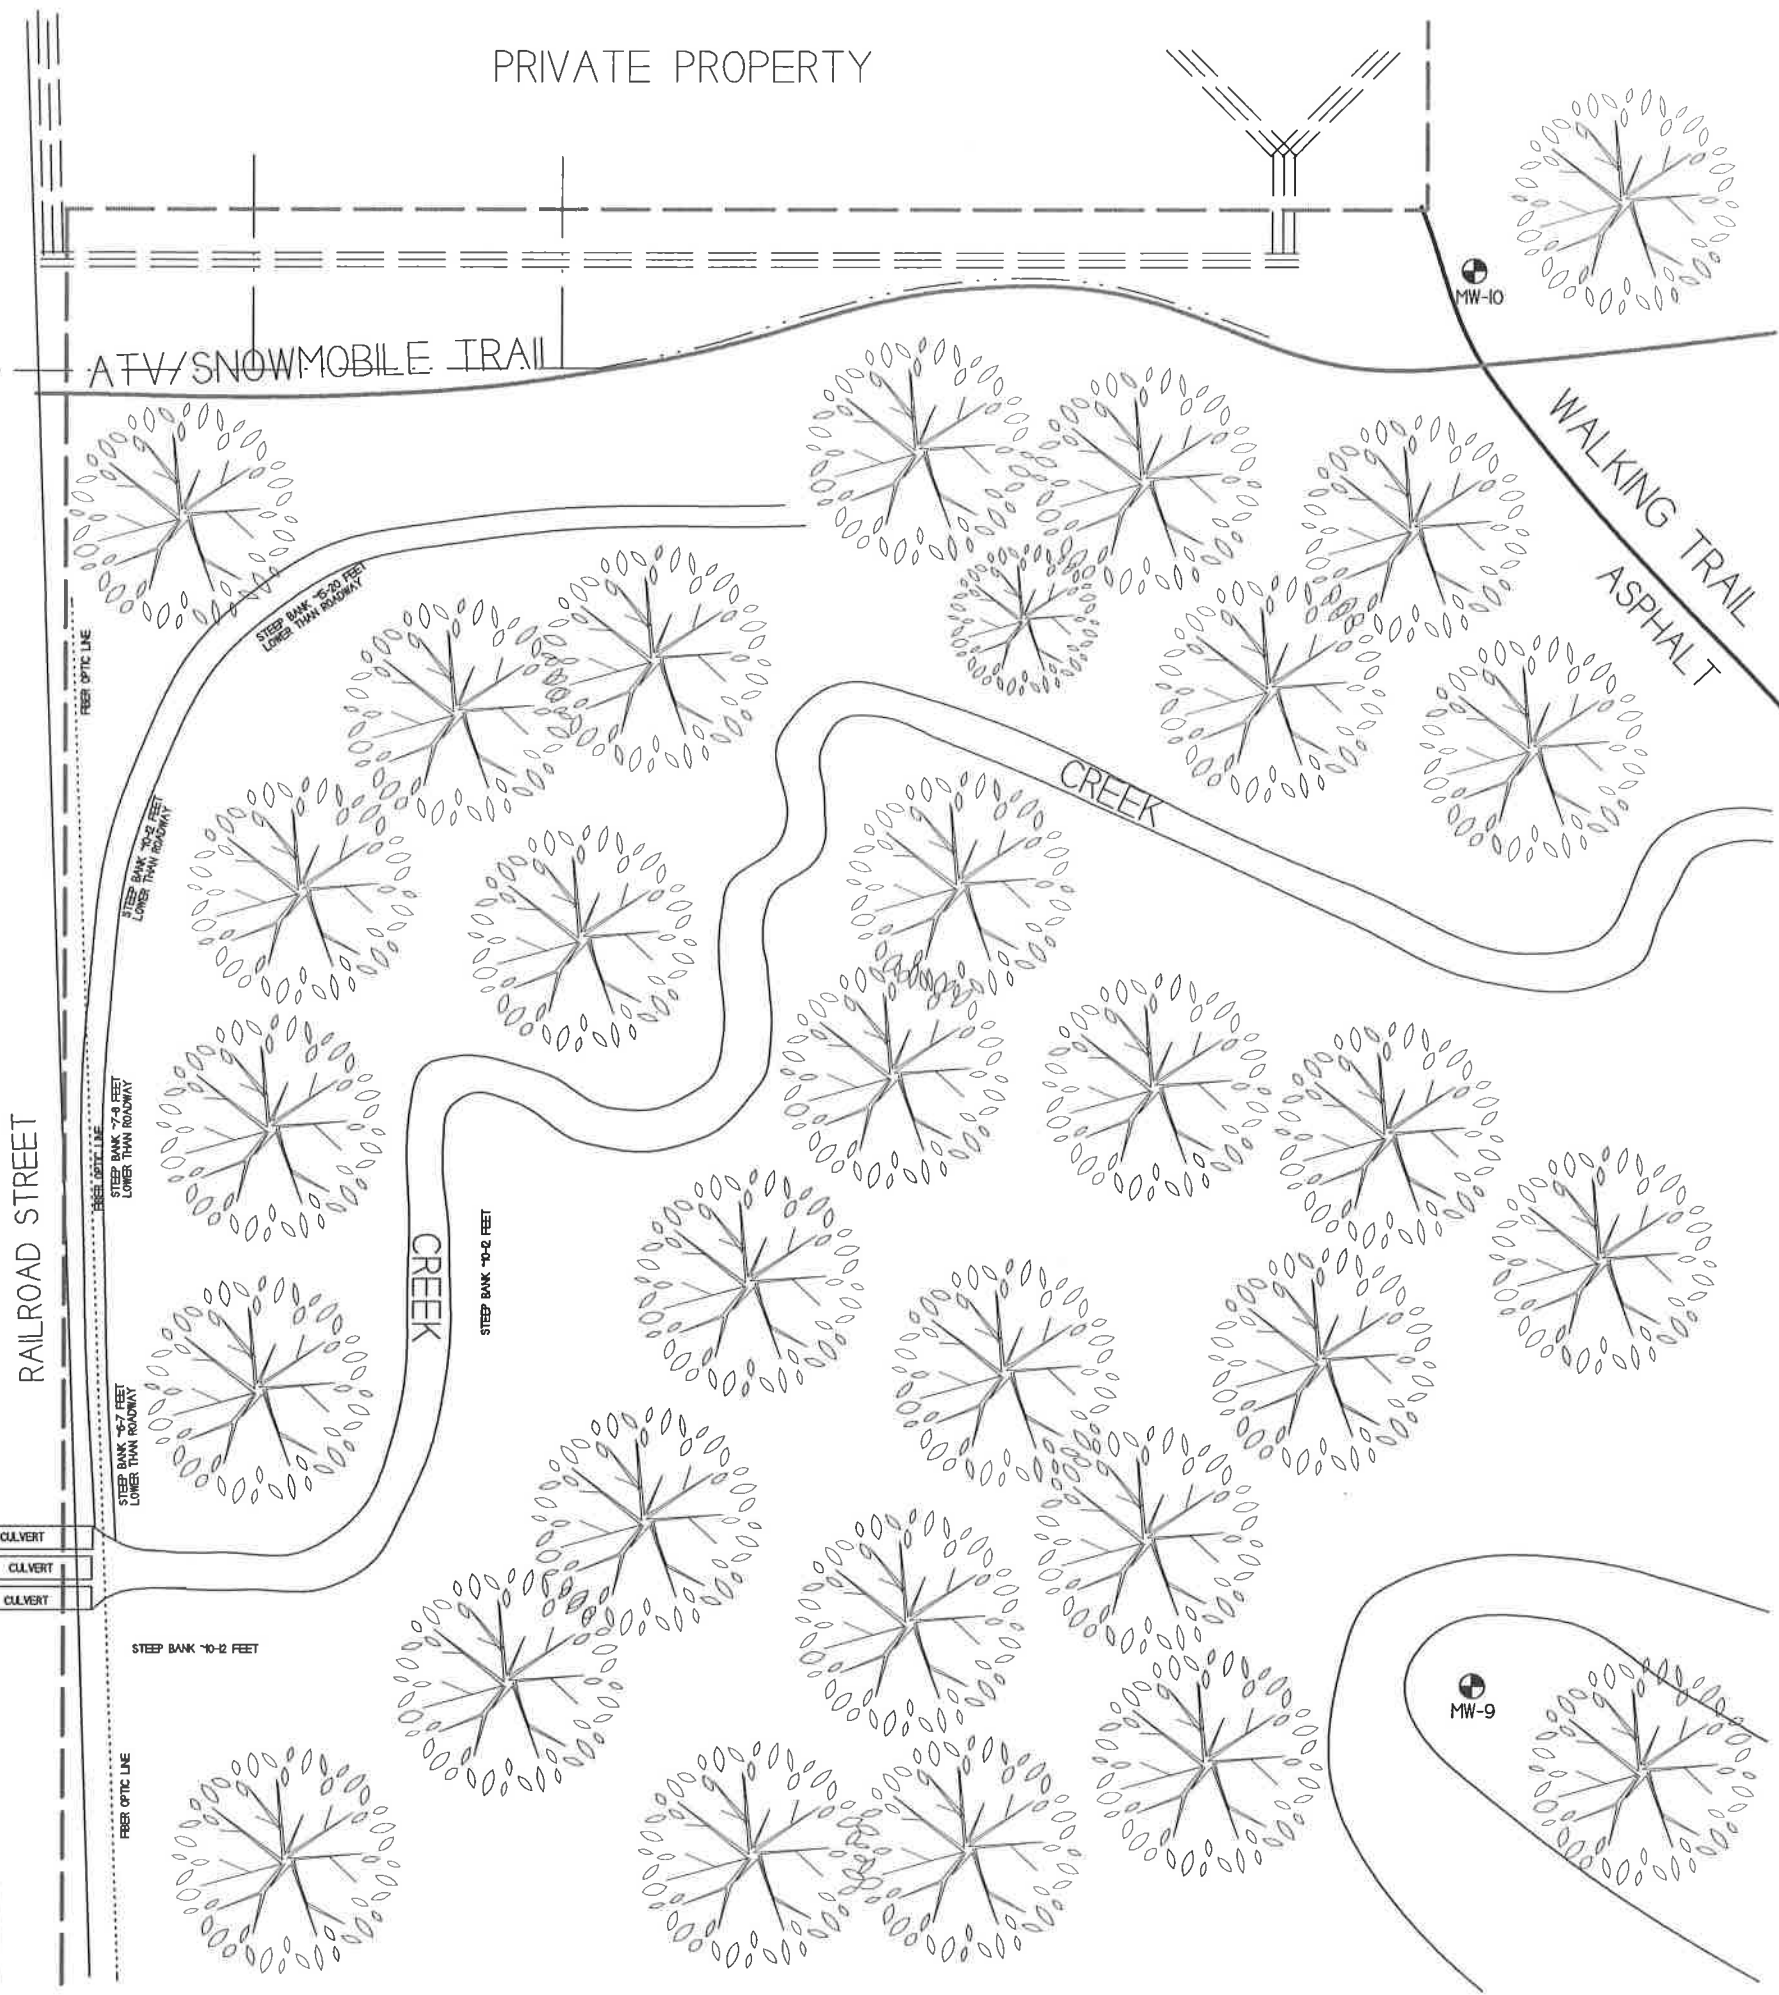 PRIVATE PROPERTY
MW-10
ATV/SNOWMOBILE TRAIL
WALKING TRAIL
ASPHALT
STEEP BANK ~15-20 FEET
LOWER THAN ROADWAY
FIBER OPTIC LINE
CREEK
STEEP BANK ~10-12 FEET
LOWER THAN ROADWAY
RAILROAD STREET
FIBER OPTIC LINE
STEEP BANK ~7-8 FEET
LOWER THAN ROADWAY
CREEK
STEEP BANK ~10-12 FEET
STEEP BANK ~6-7 FEET
LOWER THAN ROADWAY
CULVERT
CULVERT
CULVERT
STEEP BANK ~10-12 FEET
MW-9
FIBER OPTIC LINE